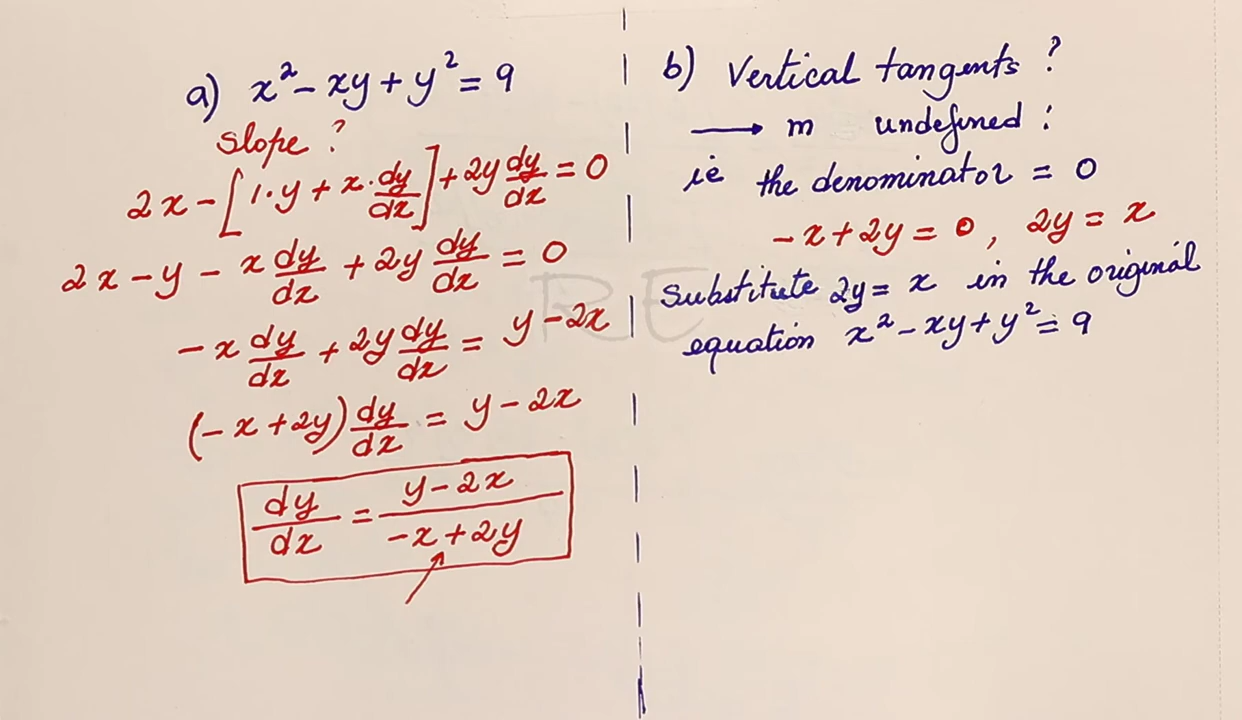 a) x² - xy + y² = 9
Slope ?
2x - [1·y + x·dy/dx] + 2y dy/dx = 0
2x - y - x dy/dx + 2y dy/dx = 0
-x dy/dx + 2y dy/dx = y - 2x
(-x + 2y) dy/dx = y - 2x
dy/dx = y - 2x / -x + 2y
b) Vertical tangents ?
→ m undefined :
ie the denominator = 0
-x + 2y = 0, 2y = x
Substitute 2y = x in the original
equation x² - xy + y² = 9
RE